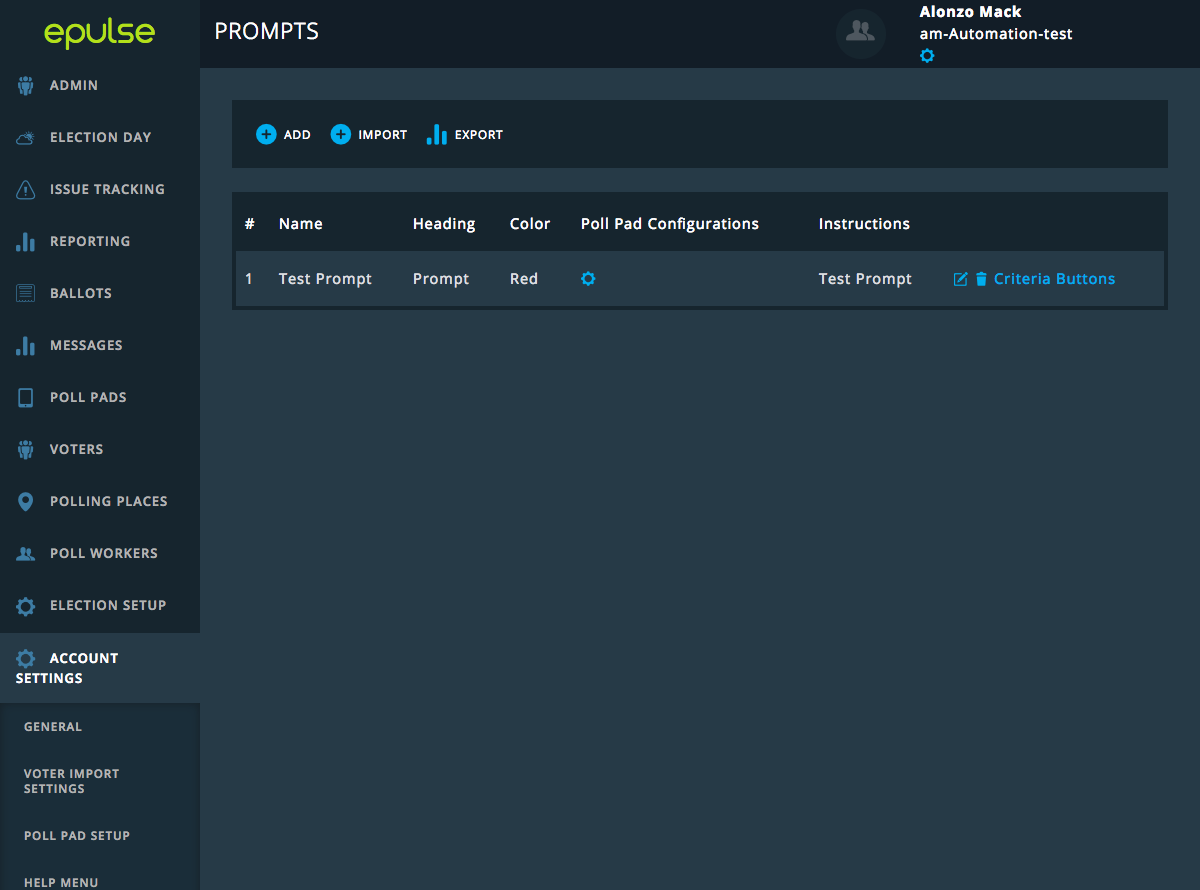 epulse
PROMPTS
Alonzo Mack
am-Automation-test
ADMIN
ELECTION DAY
ISSUE TRACKING
REPORTING
BALLOTS
MESSAGES
POLL PADS
VOTERS
POLLING PLACES
POLL WORKERS
ELECTION SETUP
ACCOUNT
SETTINGS
GENERAL
VOTER IMPORT
SETTINGS
POLL PAD SETUP
HELP MENU
ADD IMPORT EXPORT
# Name Heading Color Poll Pad Configurations Instructions
1 Test Prompt Prompt Red Test Prompt Criteria Buttons